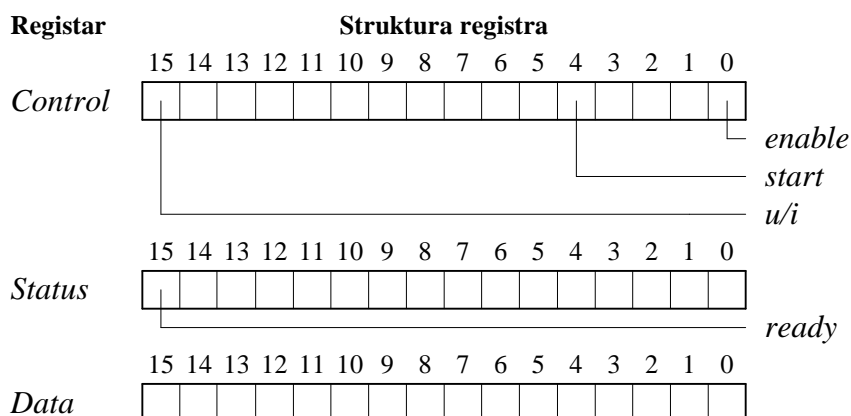 Registar Struktura registra
15 14 13 12 11 10 9 8 7 6 5 4 3 2 1 0
Control
enable
start
u/i
15 14 13 12 11 10 9 8 7 6 5 4 3 2 1 0
Status
ready
15 14 13 12 11 10 9 8 7 6 5 4 3 2 1 0
Data